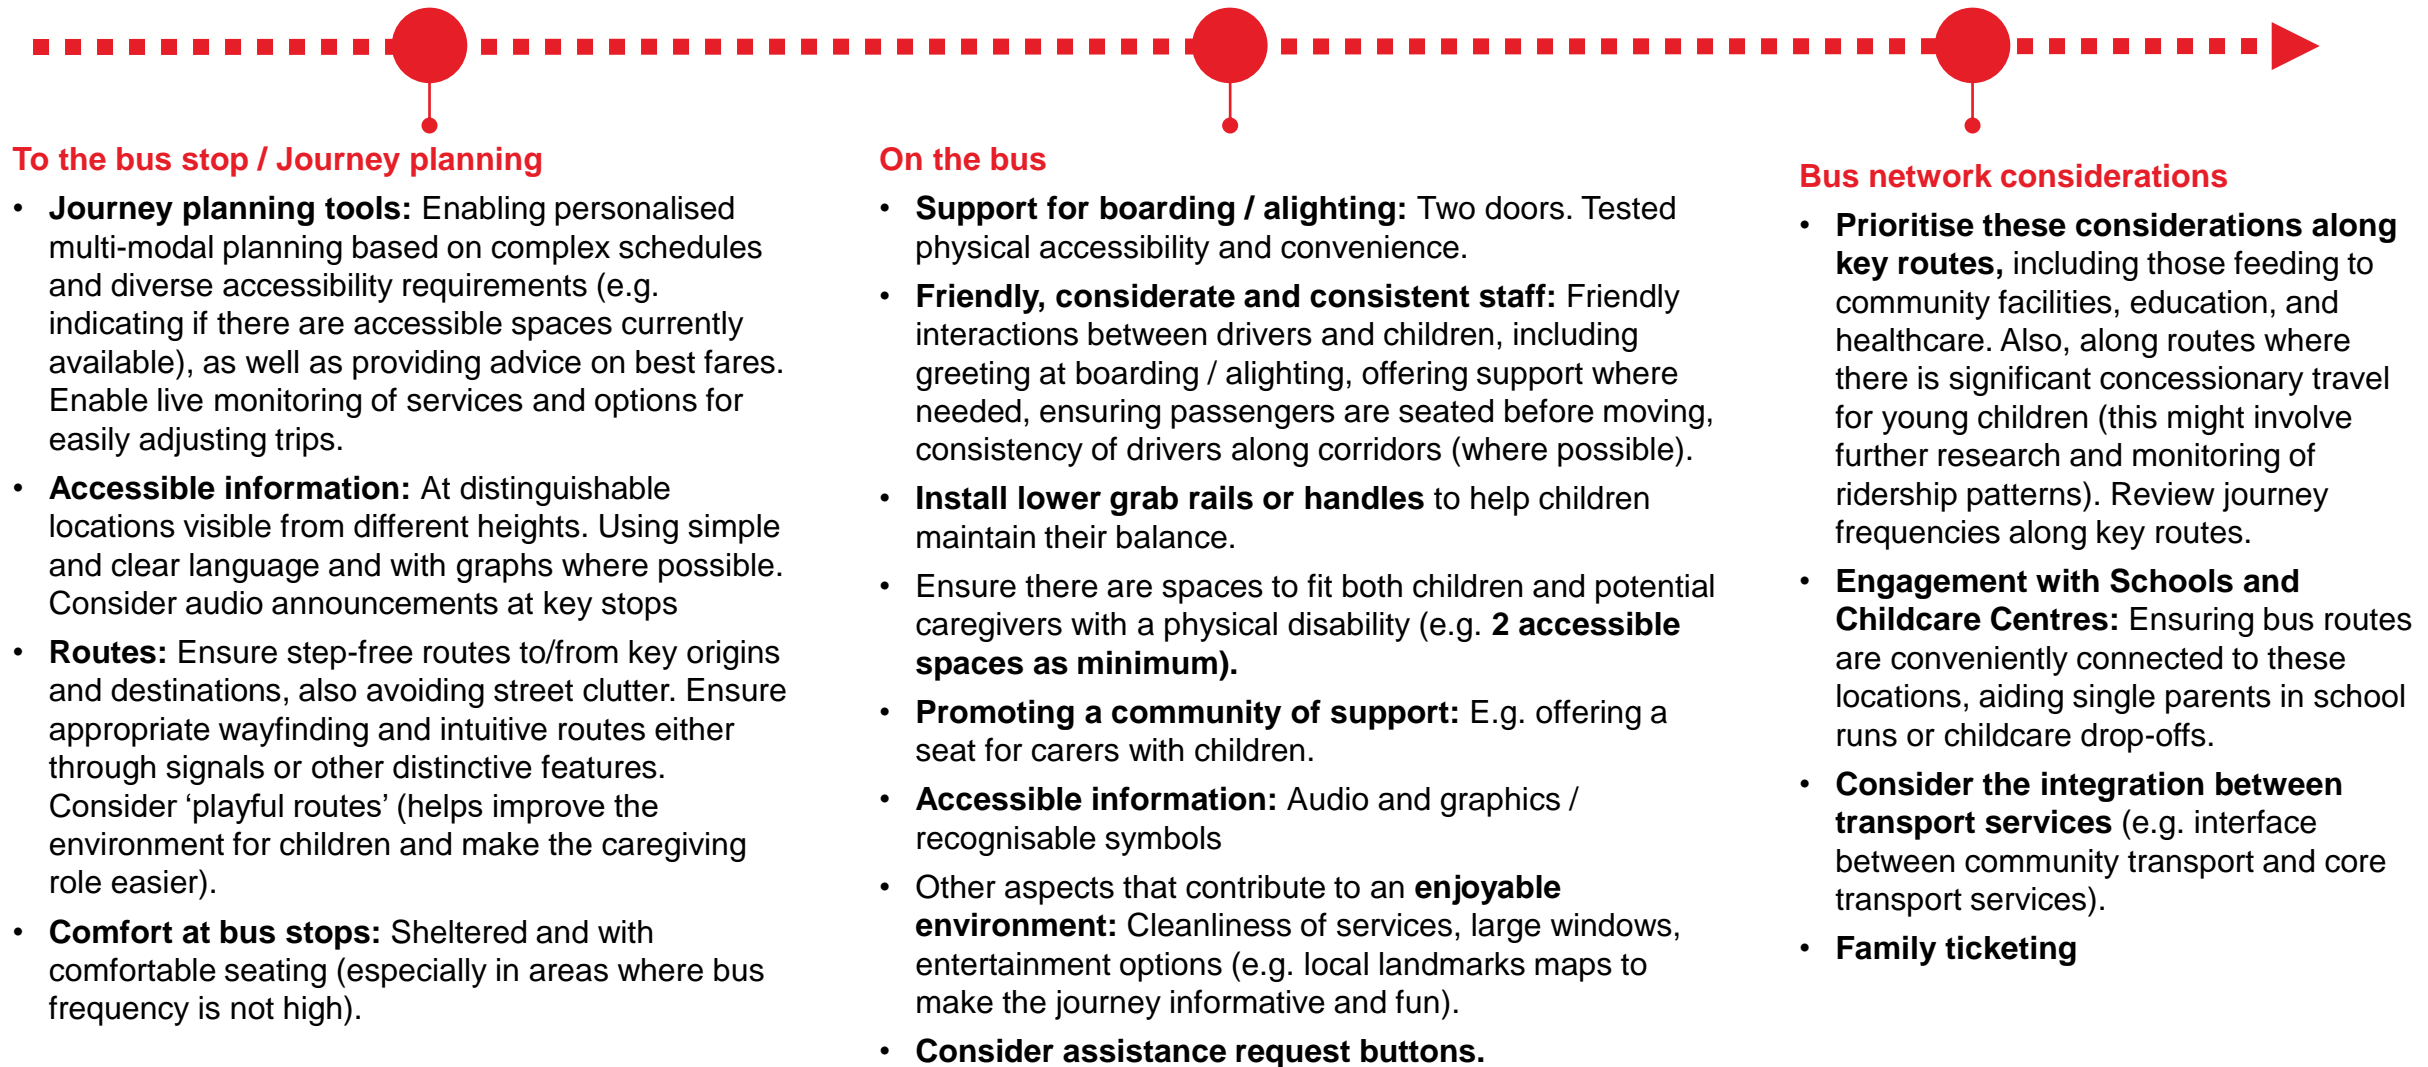 To the bus stop / Journey planning
• Journey planning tools: Enabling personalised
multi-modal planning based on complex schedules
and diverse accessibility requirements (e.g.
indicating if there are accessible spaces currently
available), as well as providing advice on best fares.
Enable live monitoring of services and options for
easily adjusting trips.
• Accessible information: At distinguishable
locations visible from different heights. Using simple
and clear language and with graphs where possible.
Consider audio announcements at key stops
• Routes: Ensure step-free routes to/from key origins
and destinations, also avoiding street clutter. Ensure
appropriate wayfinding and intuitive routes either
through signals or other distinctive features.
Consider ‘playful routes’ (helps improve the
environment for children and make the caregiving
role easier).
• Comfort at bus stops: Sheltered and with
comfortable seating (especially in areas where bus
frequency is not high).
On the bus
• Support for boarding / alighting: Two doors. Tested
physical accessibility and convenience.
• Friendly, considerate and consistent staff: Friendly
interactions between drivers and children, including
greeting at boarding / alighting, offering support where
needed, ensuring passengers are seated before moving,
consistency of drivers along corridors (where possible).
• Install lower grab rails or handles to help children
maintain their balance.
• Ensure there are spaces to fit both children and potential
caregivers with a physical disability (e.g. 2 accessible
spaces as minimum).
• Promoting a community of support: E.g. offering a
seat for carers with children.
• Accessible information: Audio and graphics /
recognisable symbols
• Other aspects that contribute to an enjoyable
environment: Cleanliness of services, large windows,
entertainment options (e.g. local landmarks maps to
make the journey informative and fun).
• Consider assistance request buttons.
Bus network considerations
• Prioritise these considerations along
key routes, including those feeding to
community facilities, education, and
healthcare. Also, along routes where
there is significant concessionary travel
for young children (this might involve
further research and monitoring of
ridership patterns). Review journey
frequencies along key routes.
• Engagement with Schools and
Childcare Centres: Ensuring bus routes
are conveniently connected to these
locations, aiding single parents in school
runs or childcare drop-offs.
• Consider the integration between
transport services (e.g. interface
between community transport and core
transport services).
• Family ticketing